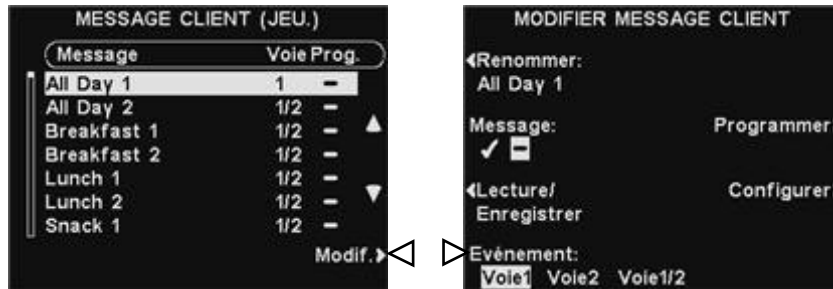 MESSAGE CLIENT (JEU.)
Message Voie Prog.
All Day 1 1 –
All Day 2 1/2 –
Breakfast 1 1/2 –
Breakfast 2 1/2 –
Lunch 1 1/2 –
Lunch 2 1/2 –
Snack 1 1/2 –
Modif.
MODIFIER MESSAGE CLIENT
Renommer:
All Day 1
Message: Programmer
✓ –
Lecture/ Configurer
Enregistrer
Evénement:
Voie1 Voie2 Voie1/2